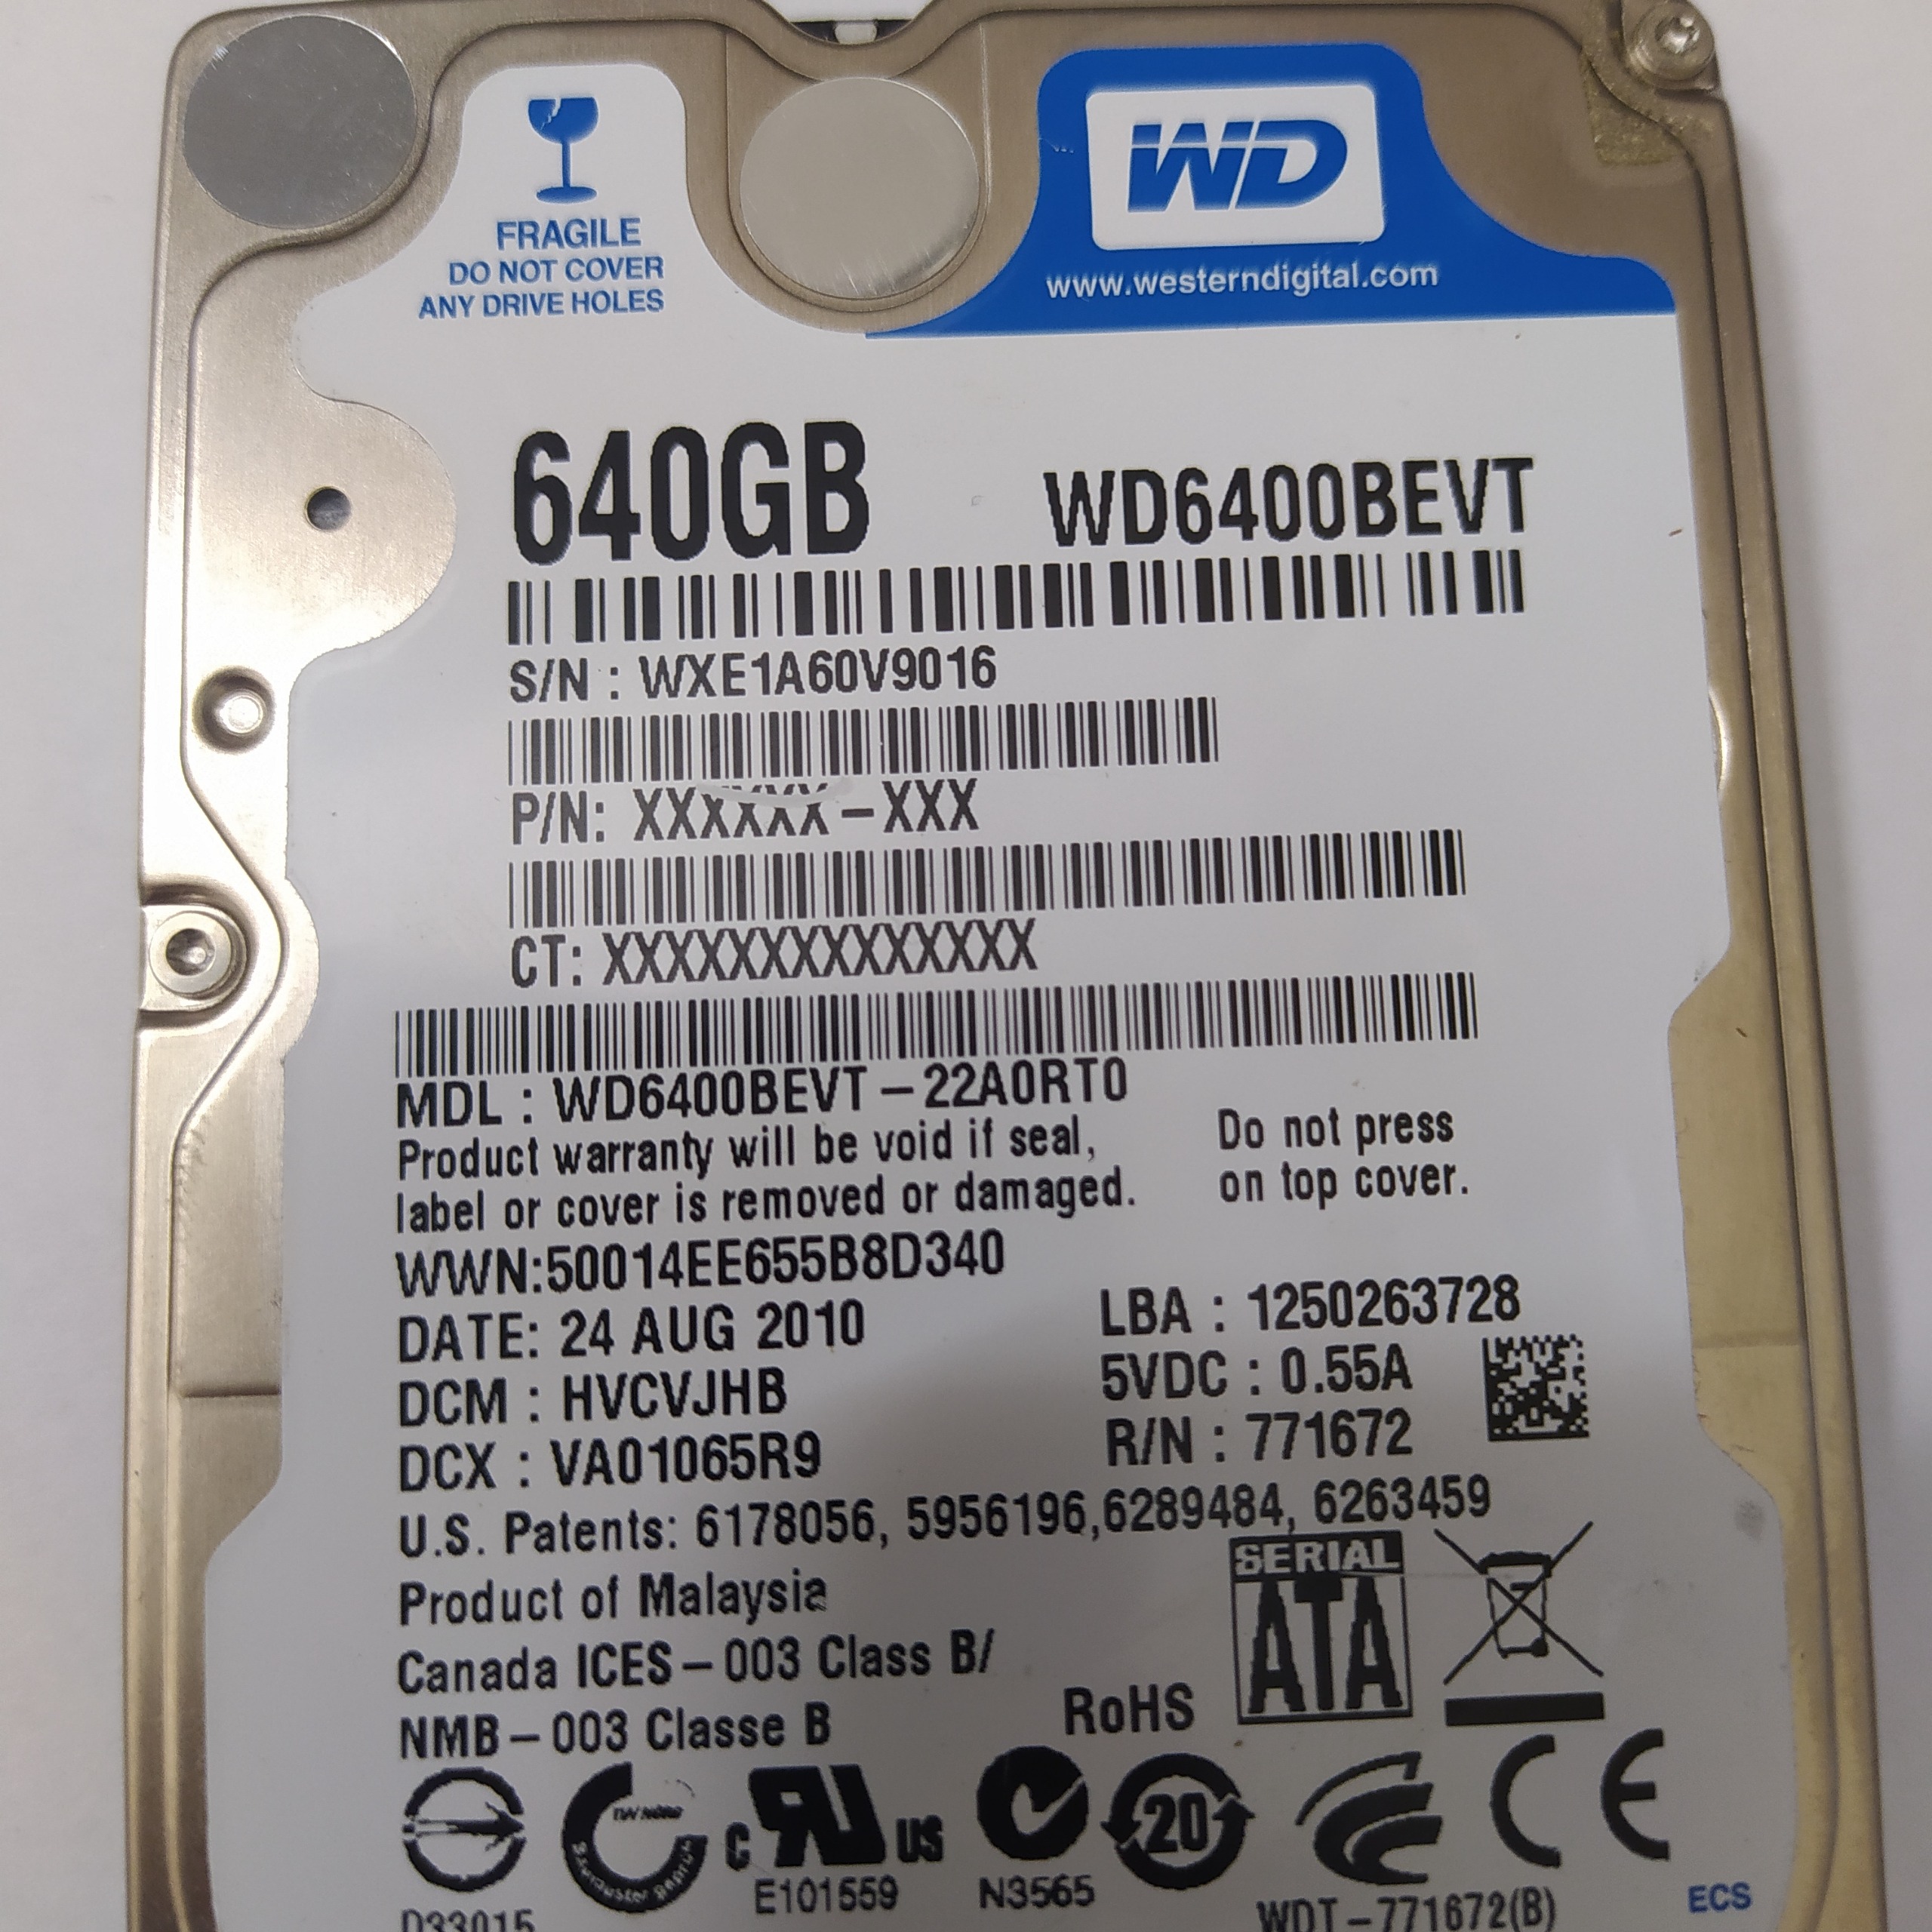 FRAGILE
DO NOT COVER
ANY DRIVE HOLES
WD
www.westerndigital.com
640GB WD6400BEVT
S/N : WXE1A60V9016
P/N: XXXXXX-XXX
CT: XXXXXXXXXXXXXX
MDL : WD6400BEVT-22A0RT0
Product warranty will be void if seal,
label or cover is removed or damaged.
Do not press
on top cover.
WWN:50014EE655B8D340
DATE: 24 AUG 2010
DCM : HVCVJHB
DCX : VA01065R9
LBA : 1250263728
5VDC : 0.55A
R/N : 771672
U.S. Patents: 6178056, 5956196,6289484, 6263459
Product of Malaysia
Canada ICES-003 Class B/
NMB-003 Classe B
RoHS
SERIAL
ATA
D33015
c RU US
E101559
N3565
20
CE
WDT-771672(B)
ECS